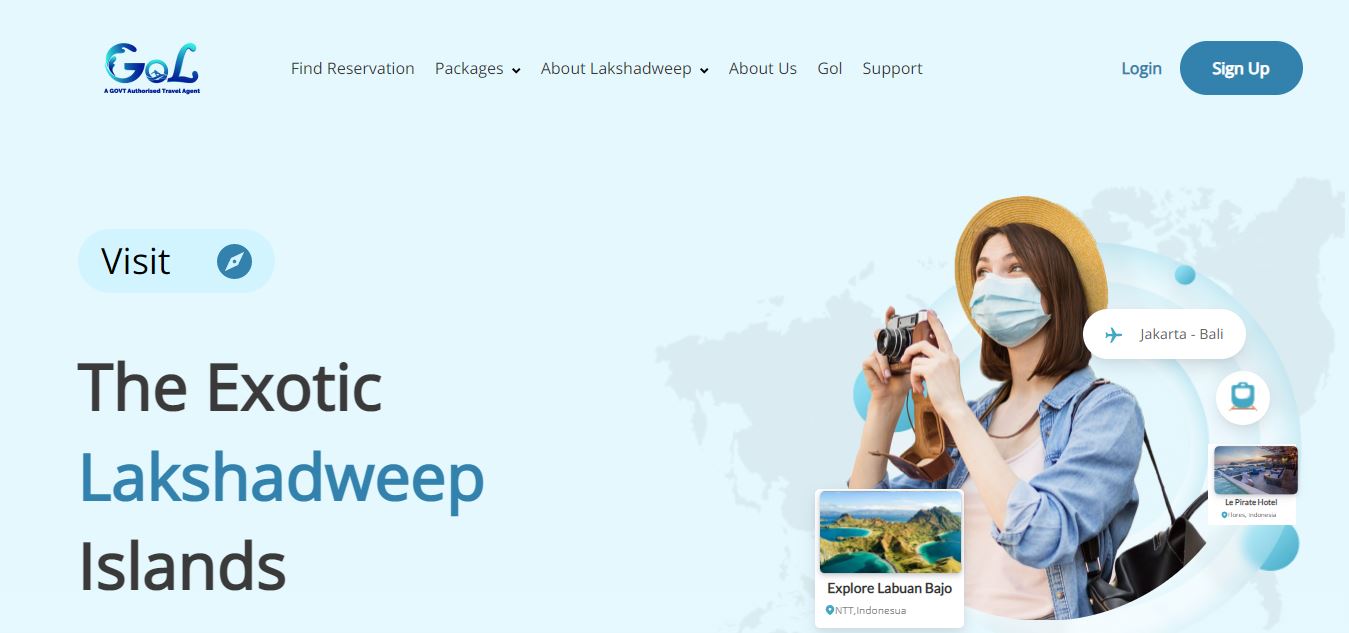 GoL
A GOVT Authorised Travel Agent
Find Reservation
Packages
About Lakshadweep
About Us
Gol
Support
Login
Sign Up
Visit
The Exotic
Lakshadweep
Islands
Jakarta - Bali
Le Pirate Hotel
Flores, Indonesia
Explore Labuan Bajo
NTT,Indonesua